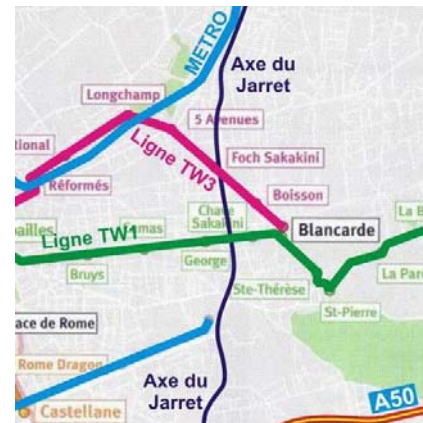 METRO
Axe du
Jarret
Longchamp
5 Avenues
tional
Ligne TW3
Foch Sakakini
Réformés
Boisson
La B
ailles
Ligne TW1
Camas
Chave
Sakakini
Blancarde
Bruys
George
La Par
Ste-Thérèse
St-Pierre
ace de Rome
Rome Dragon
Axe du
Jarret
A50
Castellane